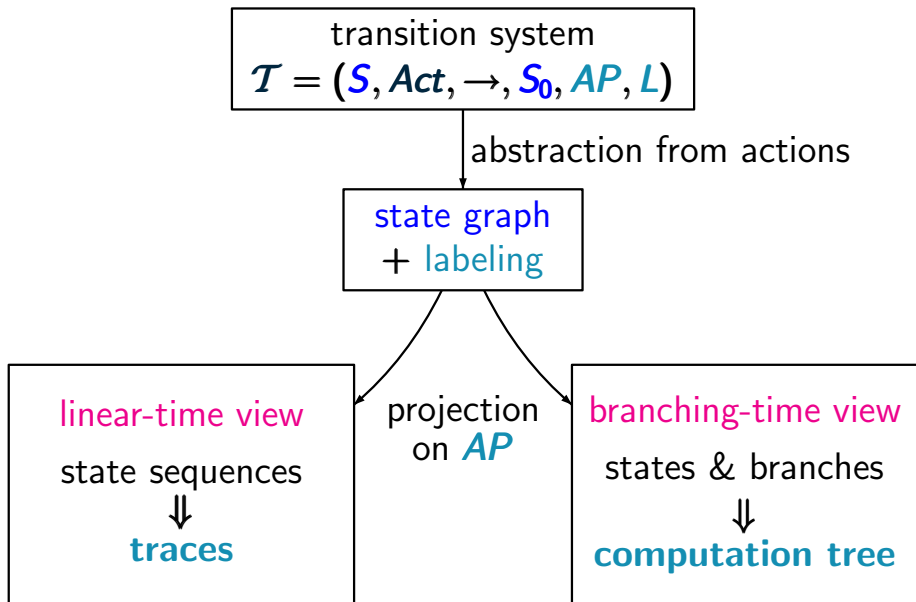 transition system
𝒯 = (S, Act, →, S₀, AP, L)
abstraction from actions
state graph
+ labeling
linear-time view
state sequences
⇓
traces
projection
on AP
branching-time view
states & branches
⇓
computation tree